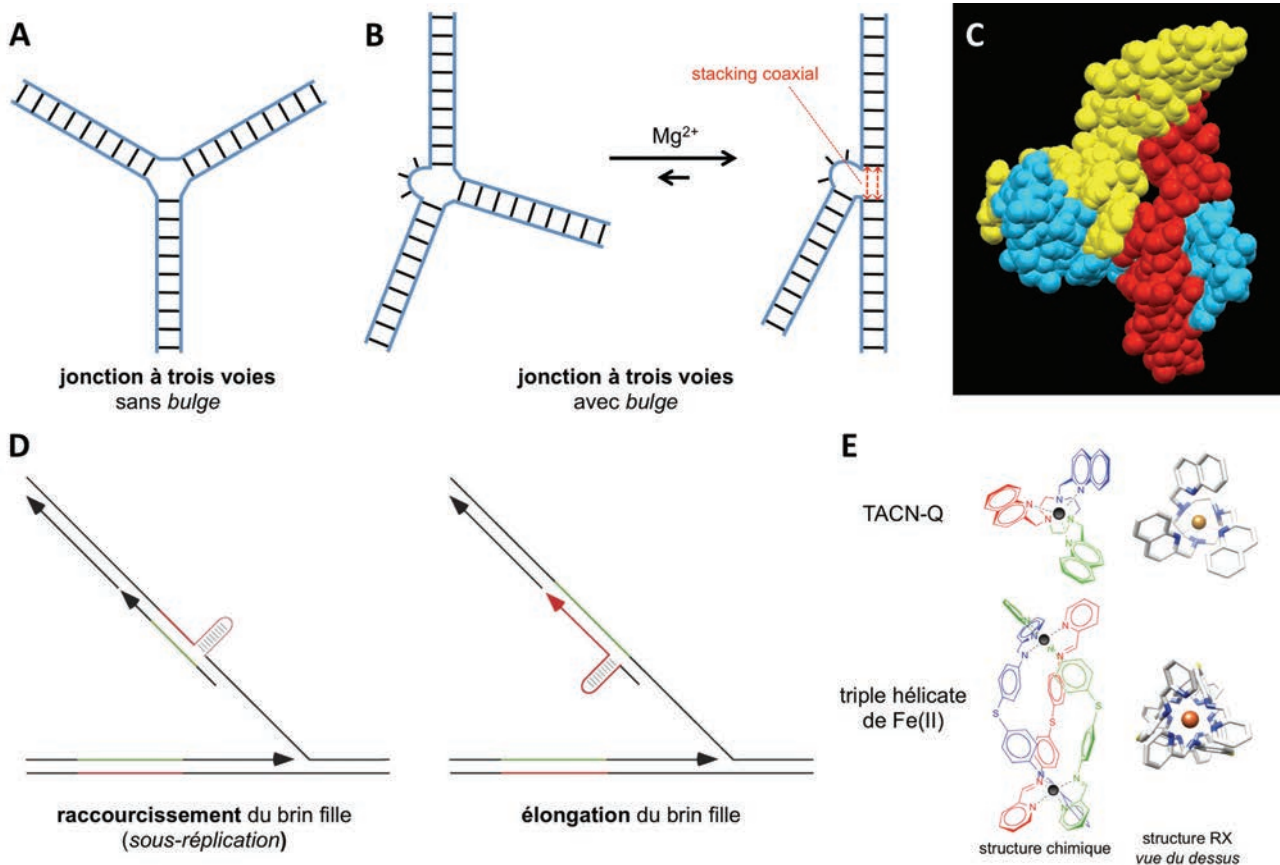 A
B
C
stacking coaxial
Mg2+
jonction à trois voies
sans bulge
jonction à trois voies
avec bulge
D
raccourcissement du brin fille
(sous-réplication)
élongation du brin fille
E
TACN-Q
triple hélicate
de Fe(II)
structure chimique
structure RX
vue du dessus